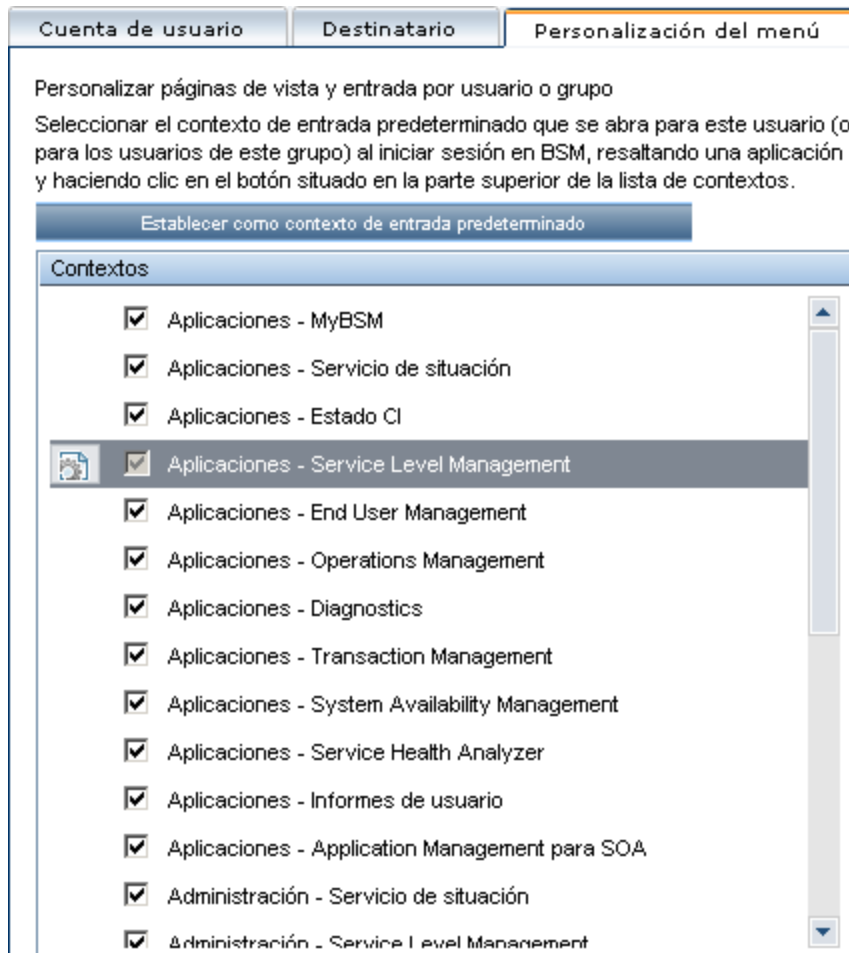 Cuenta de usuario
Destinatario
Personalización del menú
Personalizar páginas de vista y entrada por usuario o grupo
Seleccionar el contexto de entrada predeterminado que se abra para este usuario (o
para los usuarios de este grupo) al iniciar sesión en BSM, resaltando una aplicación
y haciendo clic en el botón situado en la parte superior de la lista de contextos.
Establecer como contexto de entrada predeterminado
Contextos
Aplicaciones - MyBSM
Aplicaciones - Servicio de situación
Aplicaciones - Estado CI
Aplicaciones - Service Level Management
Aplicaciones - End User Management
Aplicaciones - Operations Management
Aplicaciones - Diagnostics
Aplicaciones - Transaction Management
Aplicaciones - System Availability Management
Aplicaciones - Service Health Analyzer
Aplicaciones - Informes de usuario
Aplicaciones - Application Management para SOA
Administración - Servicio de situación
Administración - Service Level Management